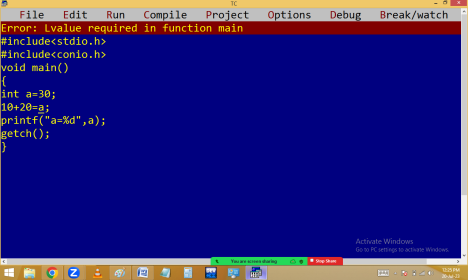 TC
File Edit Run Compile Project Options Debug Break/watch
Error: Lvalue required in function main
#include<stdio.h>
#include<conio.h>
void main()
{
int a=30;
10+20=a;
printf("a=%d",a);
getch();
}
Activate Windows
Go to PC settings to activate Windows.
You are screen sharing
Stop Share